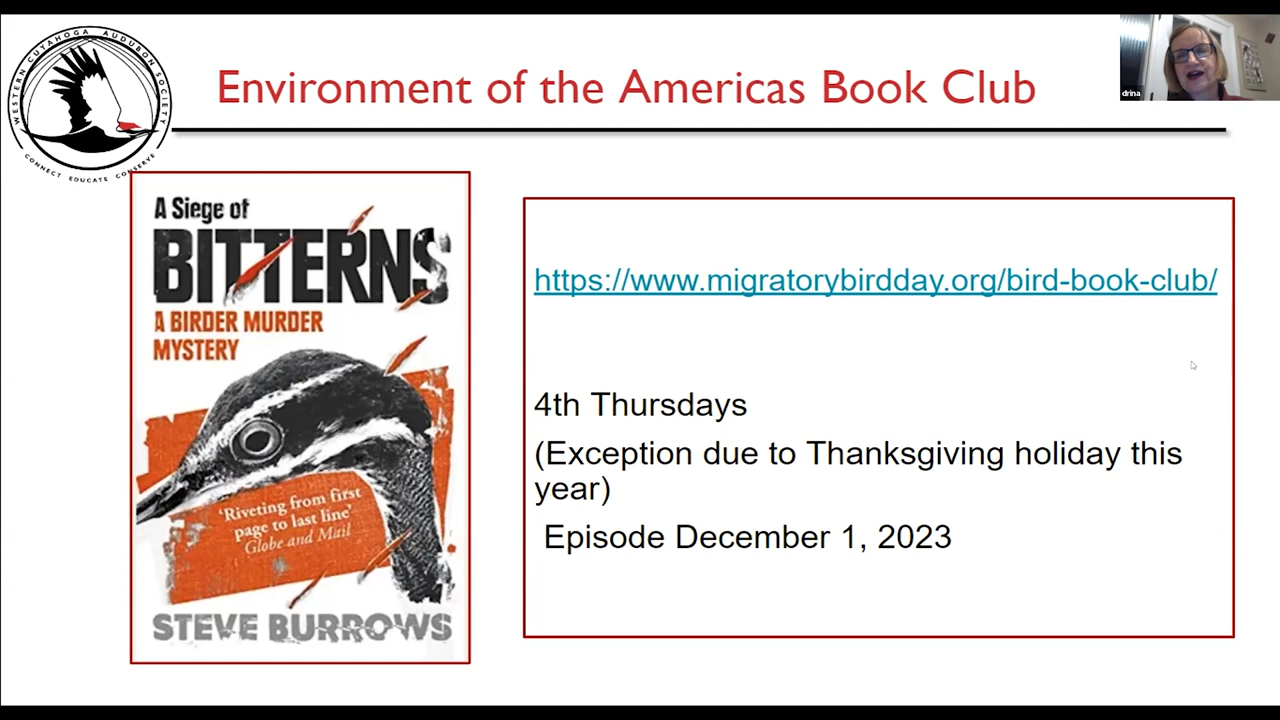 WESTERN CUYAHOGA AUDUBON SOCIETY
CONNECT EDUCATE CONSERVE
Environment of the Americas Book Club
drina
A Siege of
BITTERNS
A BIRDER MURDER
MYSTERY
'Riveting from first
page to last line'
Globe and Mail
STEVE BURROWS
https://www.migratorybirdday.org/bird-book-club/
4th Thursdays
(Exception due to Thanksgiving holiday this
year)
Episode December 1, 2023